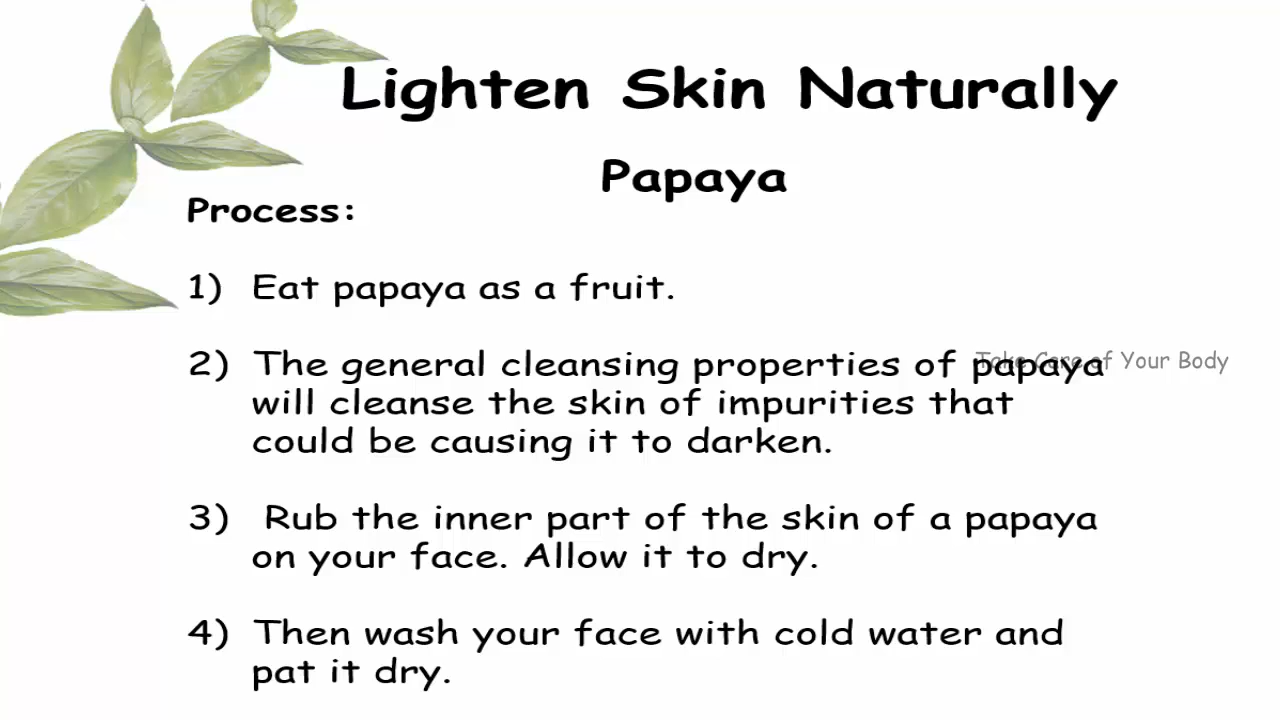 Lighten Skin Naturally
Papaya
Process:
1) Eat papaya as a fruit.
2) The general cleansing properties of papaya
will cleanse the skin of impurities that
could be causing it to darken.
Take Care of Your Body
3) Rub the inner part of the skin of a papaya
on your face. Allow it to dry.
4) Then wash your face with cold water and
pat it dry.